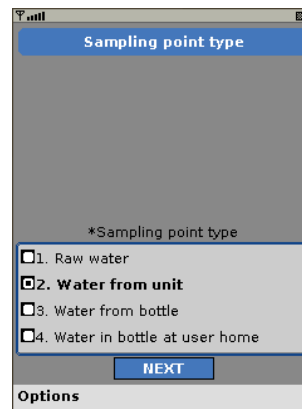 Sampling point type
*Sampling point type
1. Raw water
2. Water from unit
3. Water from bottle
4. Water in bottle at user home
NEXT
Options